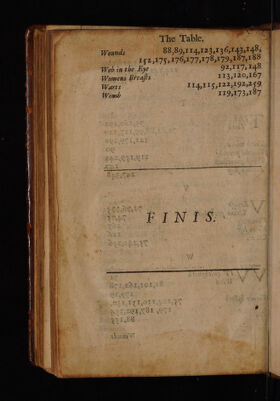 The Table.
Wounds 88,89,114,123,136,143,148,
152,175,176,177,178,179,187,188
Web in the Eye 92,117,148
Womens Breasts 113,120,167
Warts 114,115,122,192,259
Womb 119,173,187
FINIS.